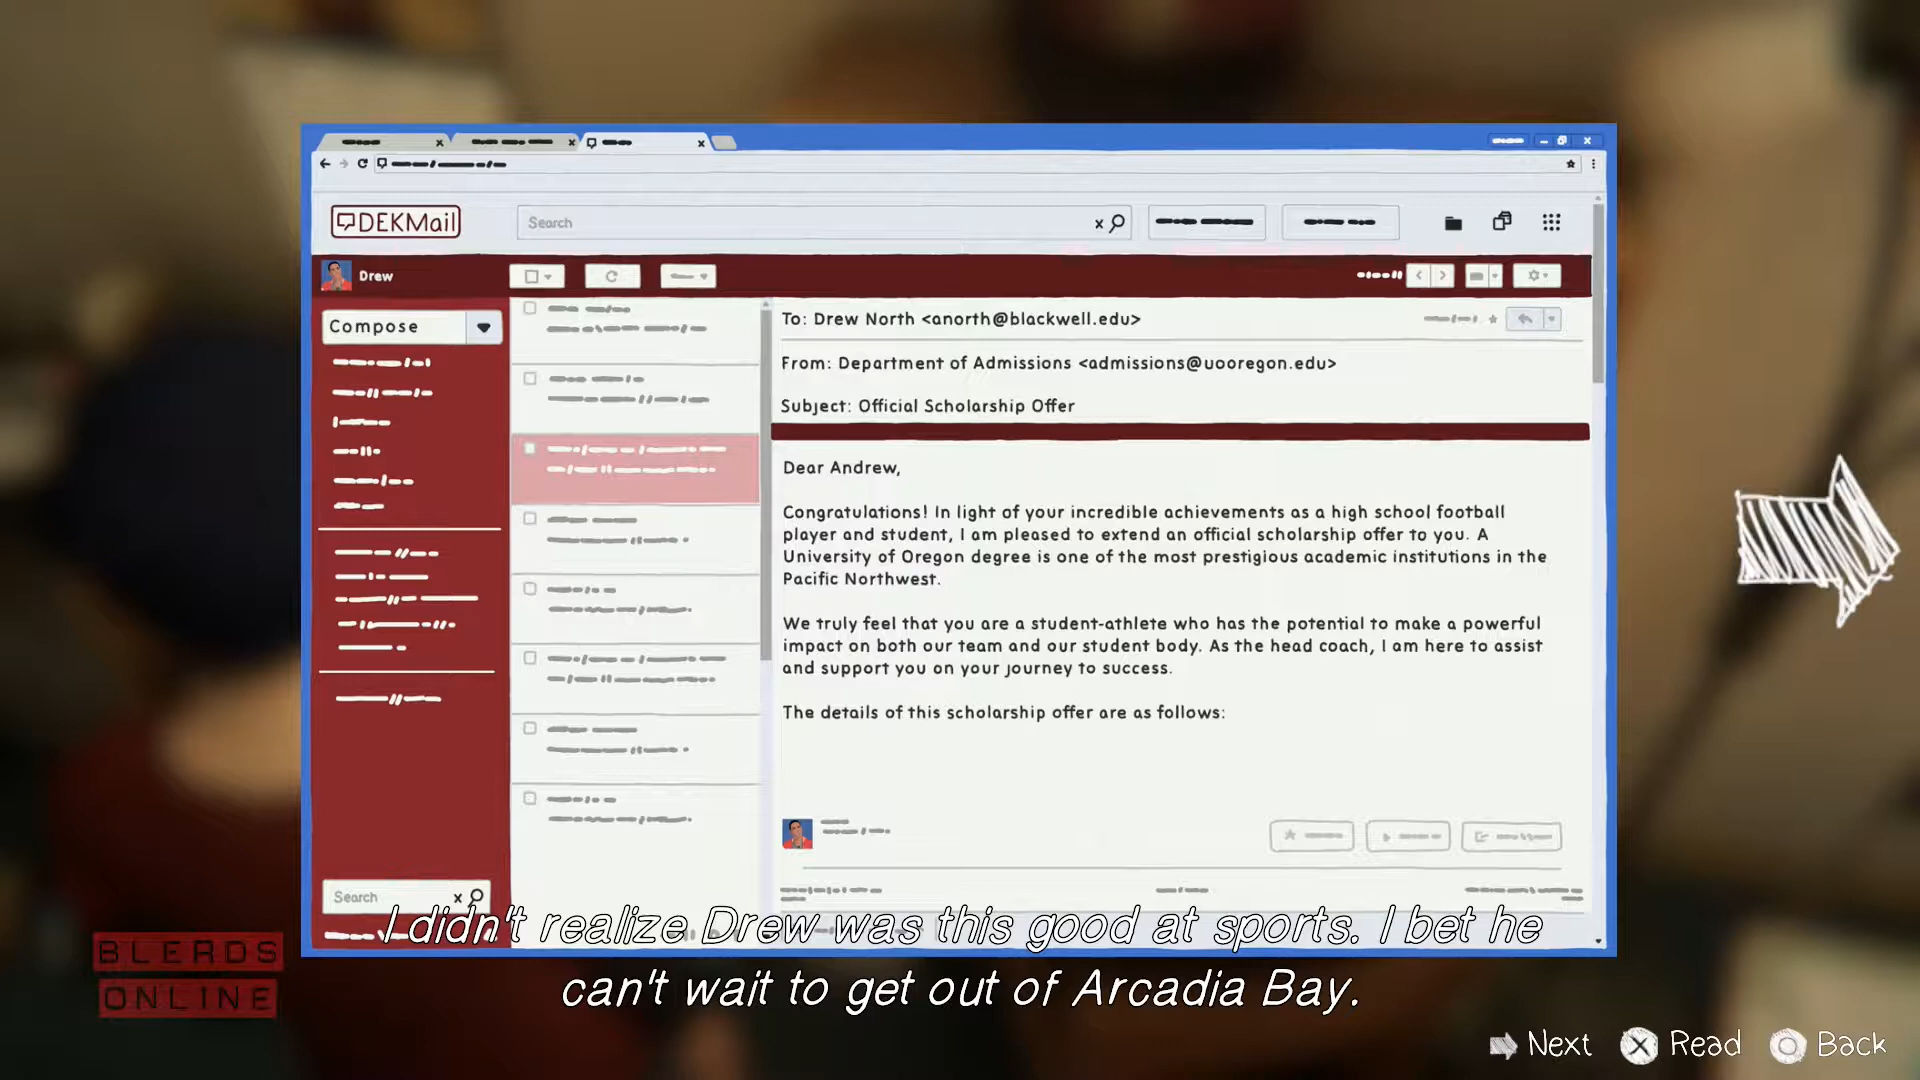 DEKMail
Search
Drew
Compose
To: Drew North <anorth@blackwell.edu>
From: Department of Admissions <admissions@uooregon.edu>
Subject: Official Scholarship Offer
Dear Andrew,
Congratulations! In light of your incredible achievements as a high school football
player and student, I am pleased to extend an official scholarship offer to you. A
University of Oregon degree is one of the most prestigious academic institutions in the
Pacific Northwest.
We truly feel that you are a student-athlete who has the potential to make a powerful
impact on both our team and our student body. As the head coach, I am here to assist
and support you on your journey to success.
The details of this scholarship offer are as follows:
Search
I didn't realize Drew was this good at sports. I bet he
can't wait to get out of Arcadia Bay.
BLERDS
ONLINE
Next Read Back